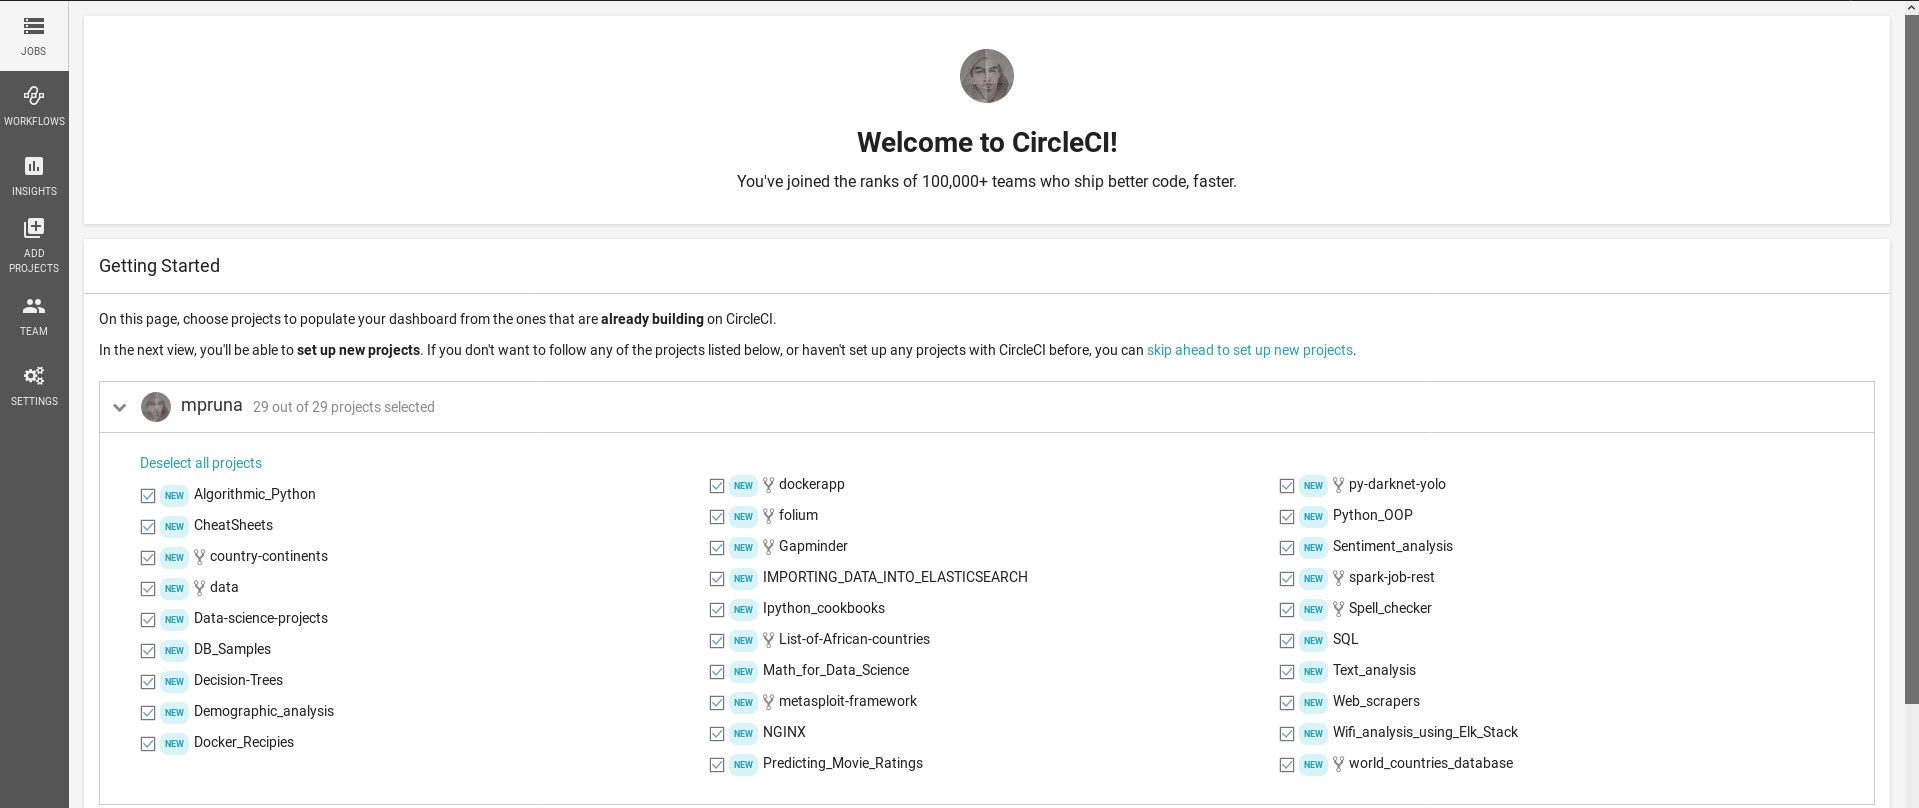 JOBS
WORKFLOWS
INSIGHTS
ADD
PROJECTS
TEAM
SETTINGS
Welcome to CircleCI!
You've joined the ranks of 100,000+ teams who ship better code, faster.
Getting Started
On this page, choose projects to populate your dashboard from the ones that are already building on CircleCI.
In the next view, you'll be able to set up new projects. If you don't want to follow any of the projects listed below, or haven't set up any projects with CircleCI before, you can skip ahead to set up new projects.
mpruna 29 out of 29 projects selected
Deselect all projects
NEW Algorithmic_Python
NEW CheatSheets
NEW country-continents
NEW data
NEW Data-science-projects
NEW DB_Samples
NEW Decision-Trees
NEW Demographic_analysis
NEW Docker_Recipies
NEW dockerapp
NEW folium
NEW Gapminder
NEW IMPORTING_DATA_INTO_ELASTICSEARCH
NEW Ipython_cookbooks
NEW List-of-African-countries
NEW Math_for_Data_Science
NEW metasploit-framework
NEW NGINX
NEW Predicting_Movie_Ratings
NEW py-darknet-yolo
NEW Python_OOP
NEW Sentiment_analysis
NEW spark-job-rest
NEW Spell_checker
NEW SQL
NEW Text_analysis
NEW Web_scrapers
NEW Wifi_analysis_using_Elk_Stack
NEW world_countries_database